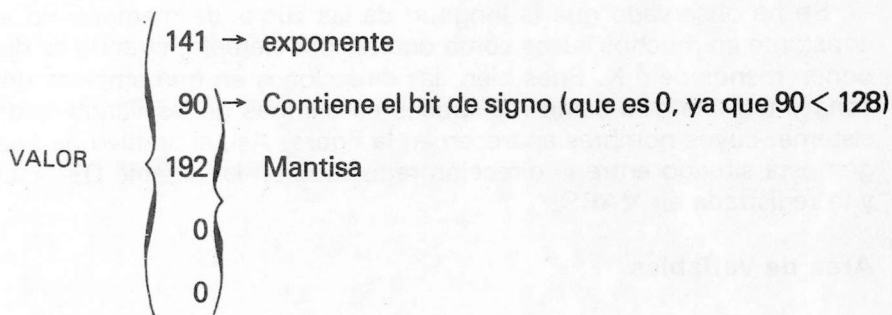 141 → exponente
90 → Contiene el bit de signo (que es 0, ya que 90 < 128)
VALOR 192 Mantisa
0
0